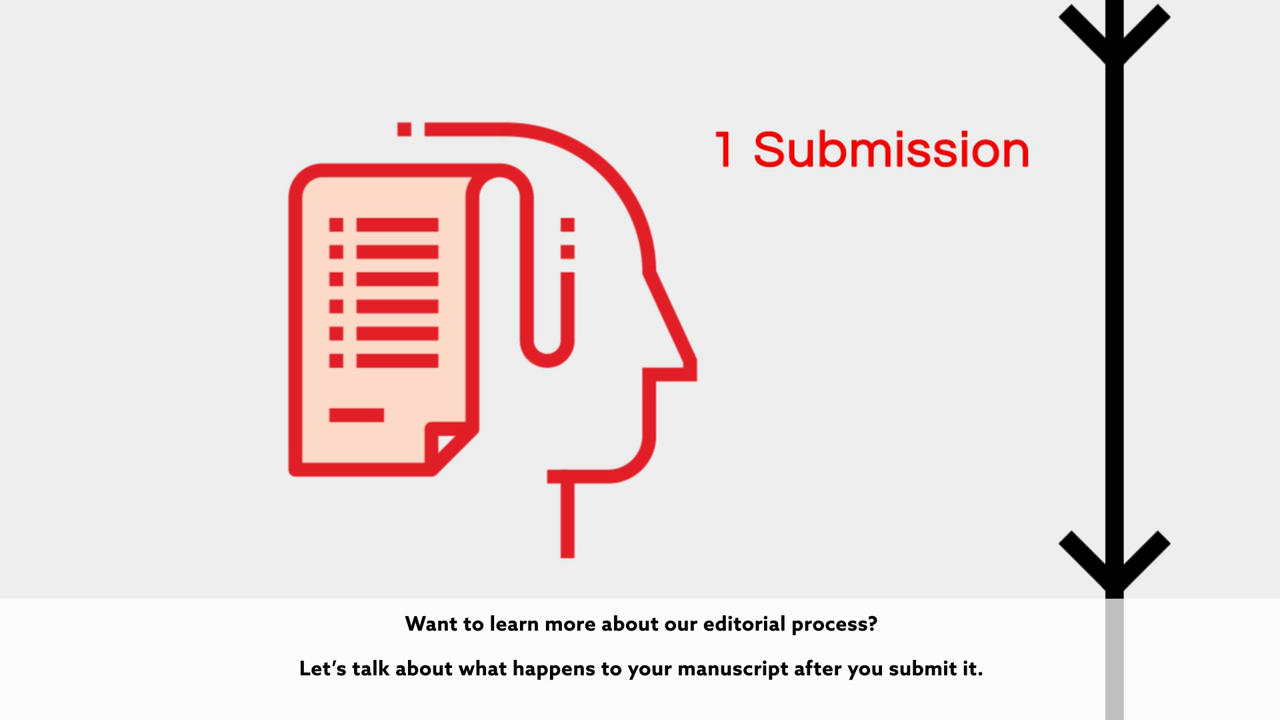 1 Submission
Want to learn more about our editorial process?
Let’s talk about what happens to your manuscript after you submit it.